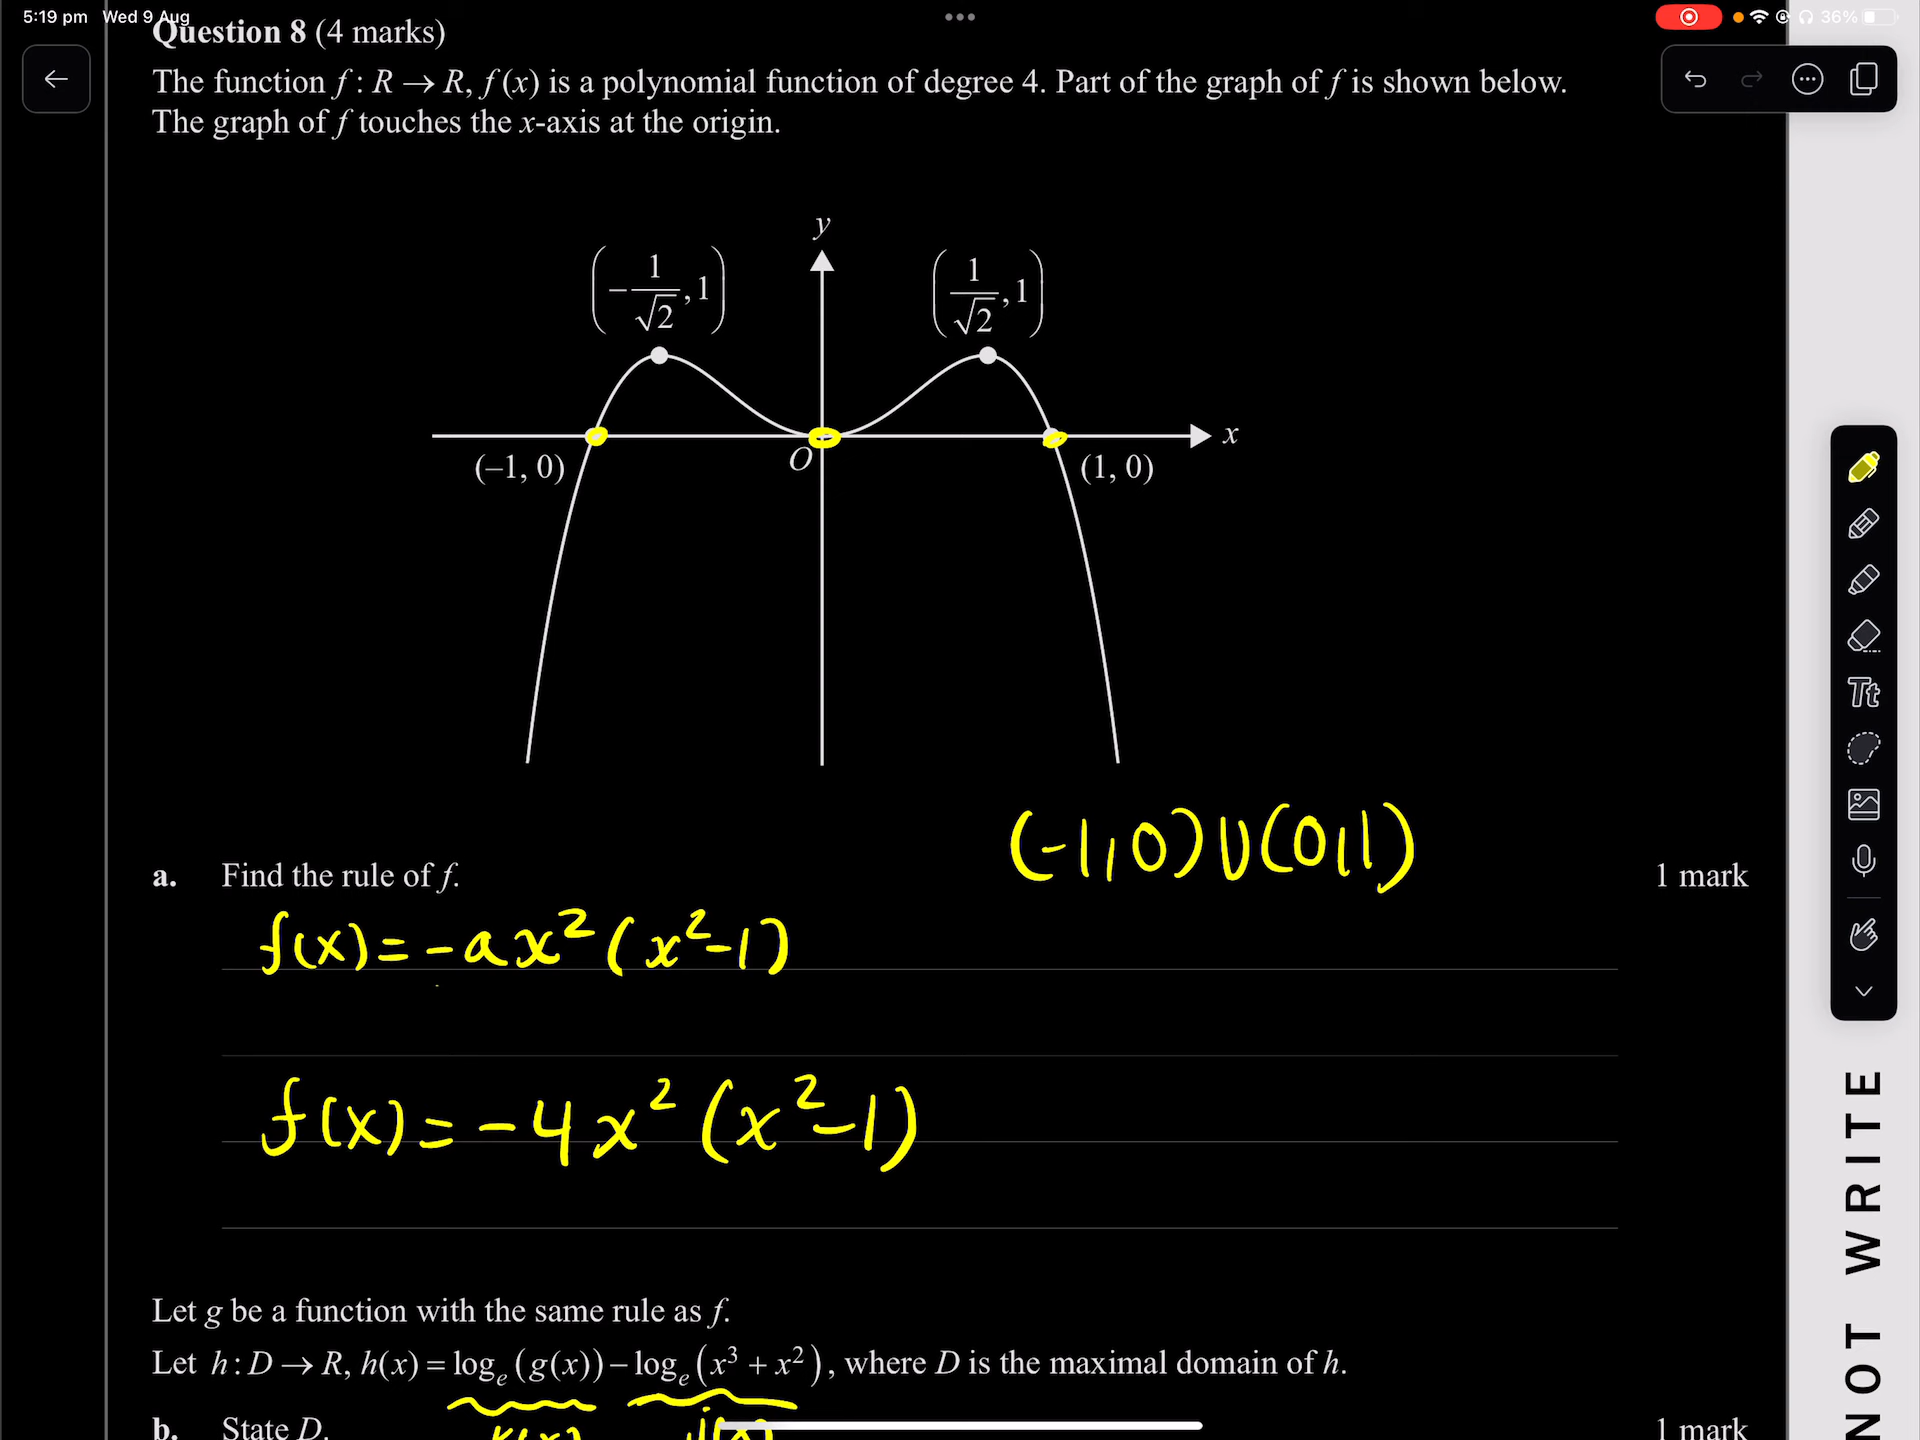 5:19 pm Wed 9 Aug
36%
Question 8 (4 marks)
The function f : R → R, f(x) is a polynomial function of degree 4. Part of the graph of f is shown below.
The graph of f touches the x-axis at the origin.
y
(-1/√2, 1)
(1/√2, 1)
x
(–1, 0)
O
(1, 0)
(-1,0)∪(0,1)
a. Find the rule of f.
1 mark
f(x)=-ax²(x²-1)
f(x)=-4x²(x²-1)
Let g be a function with the same rule as f.
Let h : D → R, h(x) = logₑ(g(x)) – logₑ(x³ + x²), where D is the maximal domain of h.
b. State D.
1 mark
Tt
NOT WRITE